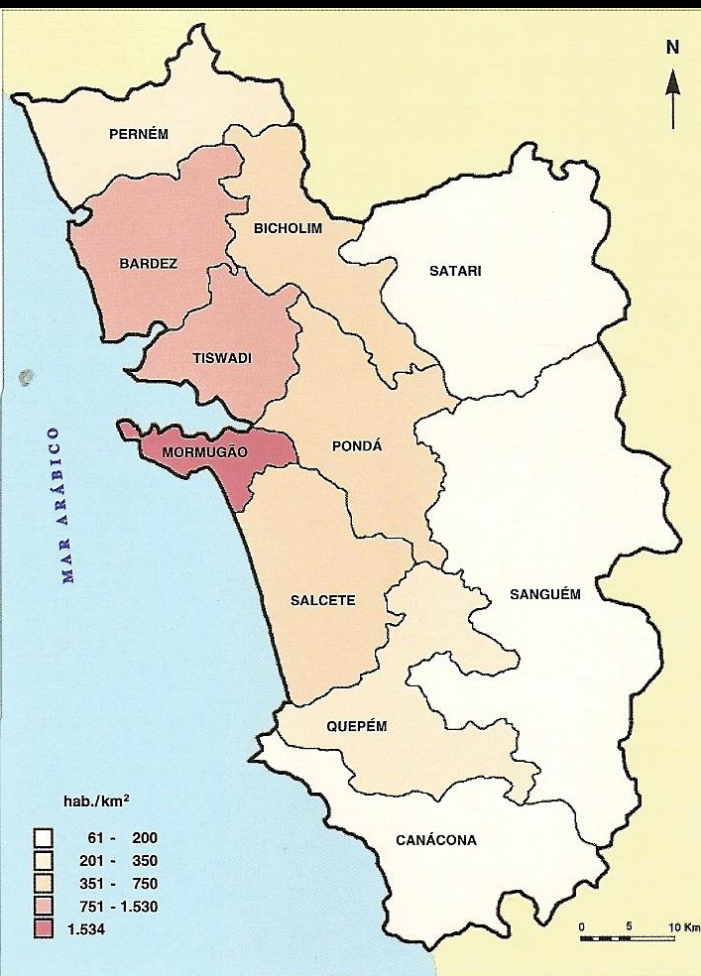 N
PERNÉM
BICHOLIM
BARDEZ
SATARI
TISWADI
MORMUGÃO
PONDÁ
MAR ARÁBICO
SALCETE
SANGUÉM
QUEPÉM
CANÁCONA
hab./km²
61 - 200
201 - 350
351 - 750
751 - 1.530
1.534
0 5 10 Km